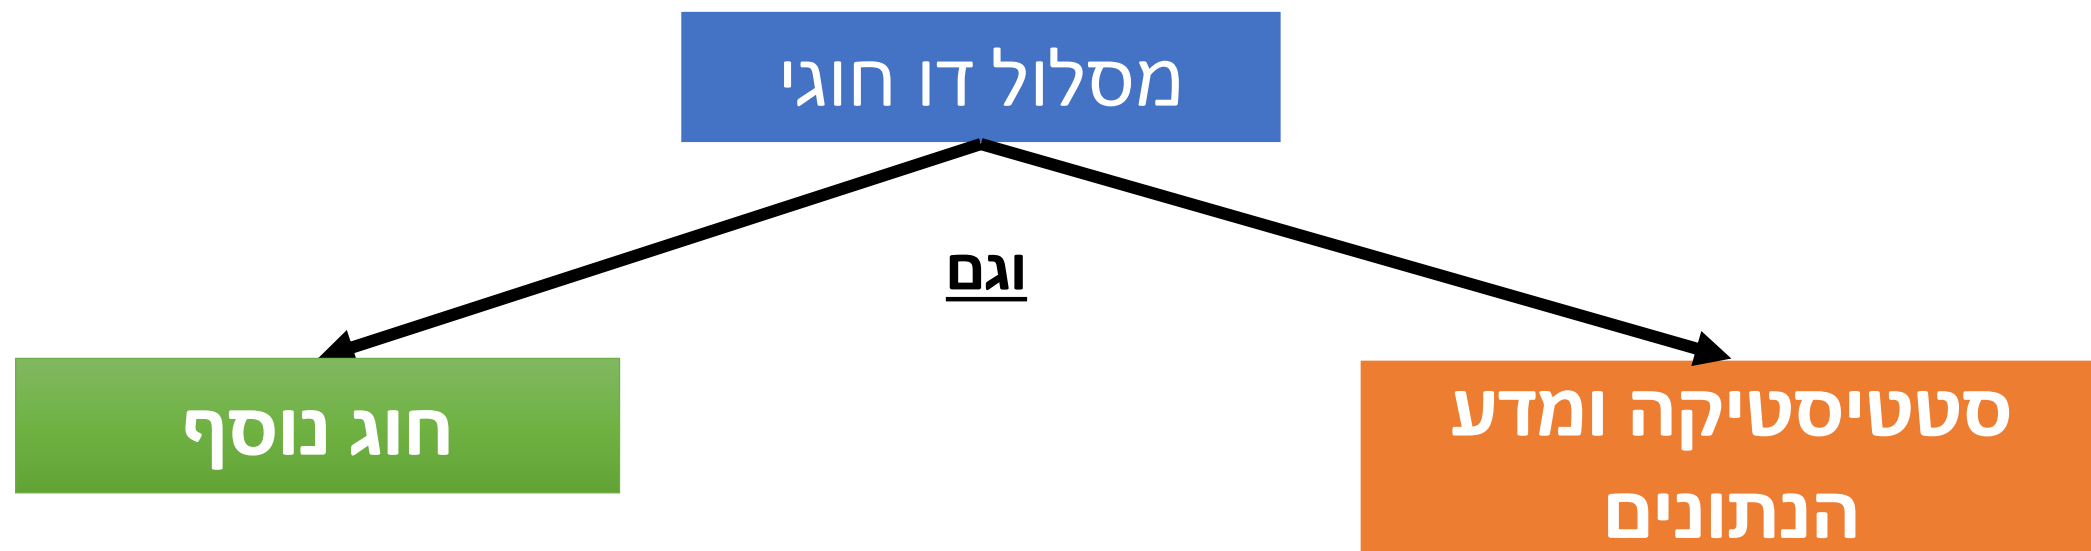 מסלול דו חוגי
וגם
סטטיסטיקה ומדע
הנתונים
חוג נוסף